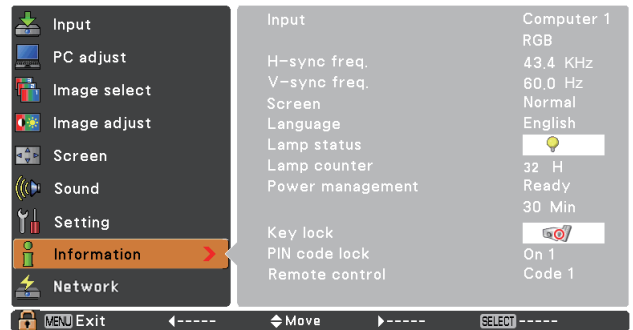 Input
PC adjust
Image select
Image adjust
Screen
Sound
Setting
Information
Network
Input Computer 1
RGB
H-sync freq. 43.4 KHz
V-sync freq. 60.0 Hz
Screen Normal
Language English
Lamp status
Lamp counter 32 H
Power management Ready
30 Min
Key lock
PIN code lock On 1
Remote control Code 1
MENU Exit ◄----- Move ►----- SELECT -----